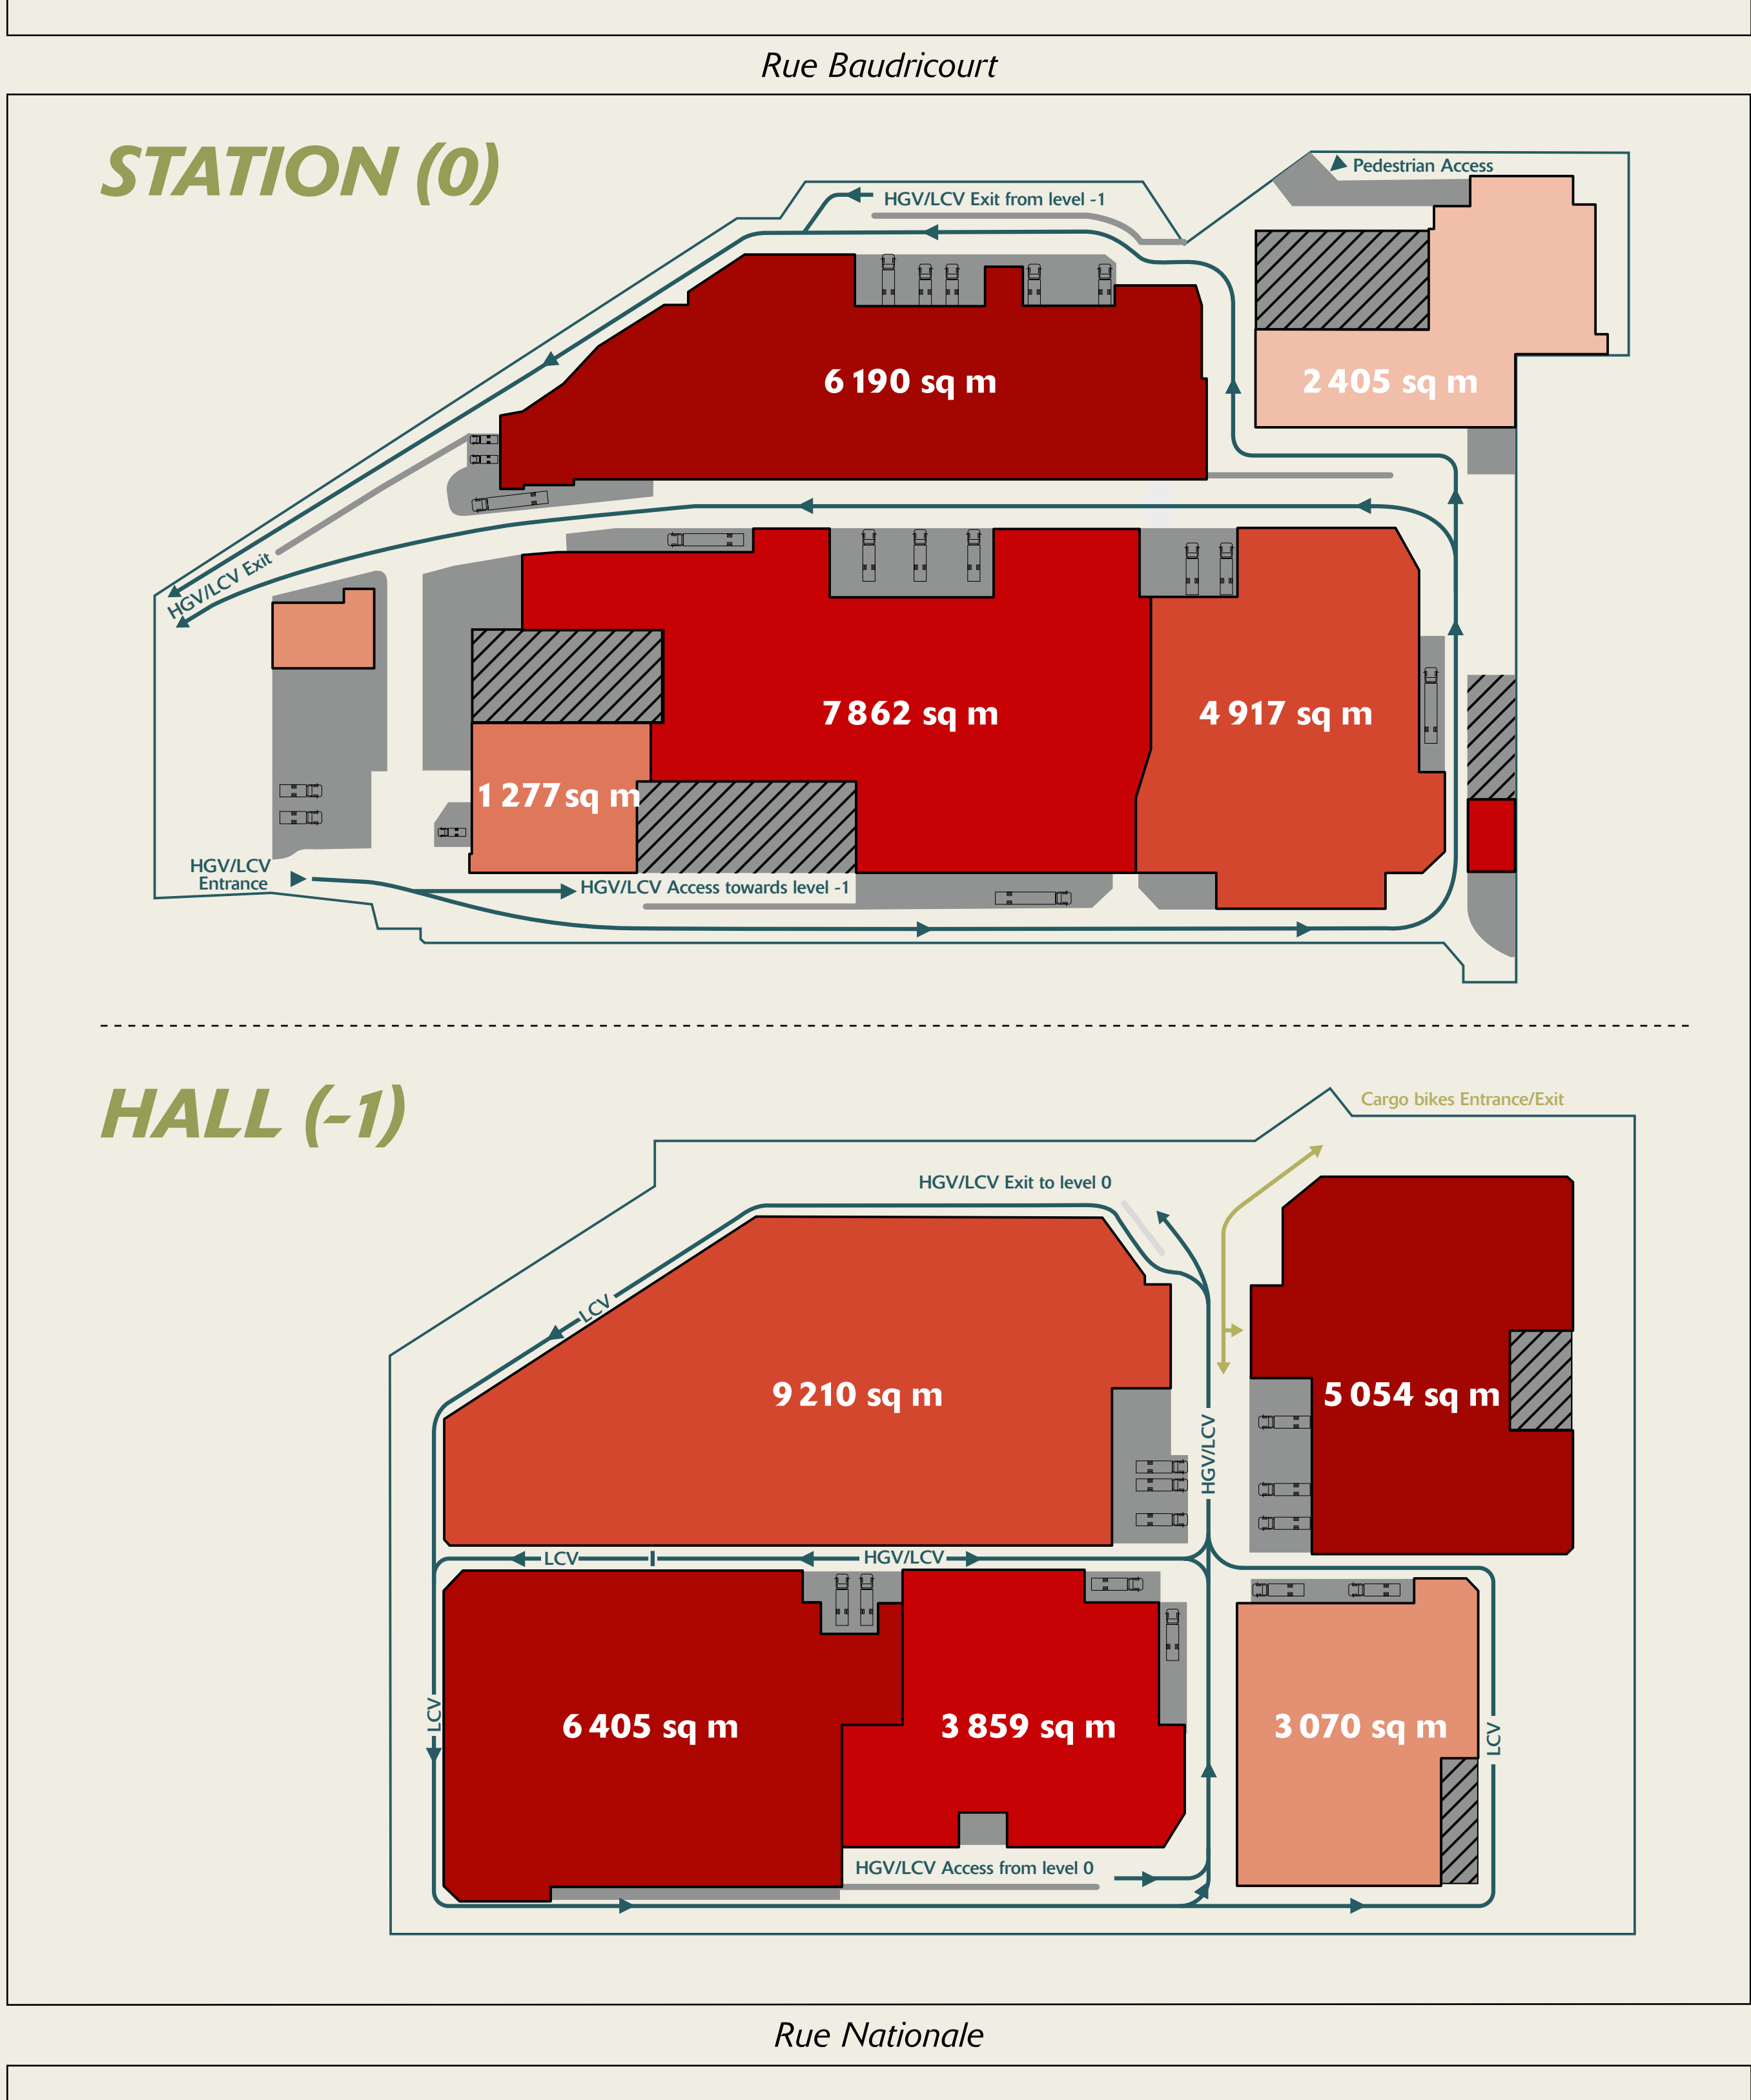 Rue Baudricourt
STATION (0)
Pedestrian Access
HGV/LCV Exit from level -1
6 190 sq m
2 405 sq m
HGV/LCV Exit
7 862 sq m
4 917 sq m
1 277 sq m
HGV/LCV
Entrance
HGV/LCV Access towards level -1
HALL (-1)
Cargo bikes Entrance/Exit
HGV/LCV Exit to level 0
LCV
9 210 sq m
5 054 sq m
HGV/LCV
LCV
HGV/LCV
LCV
6 405 sq m
3 859 sq m
3 070 sq m
LCV
HGV/LCV Access from level 0
Rue Nationale